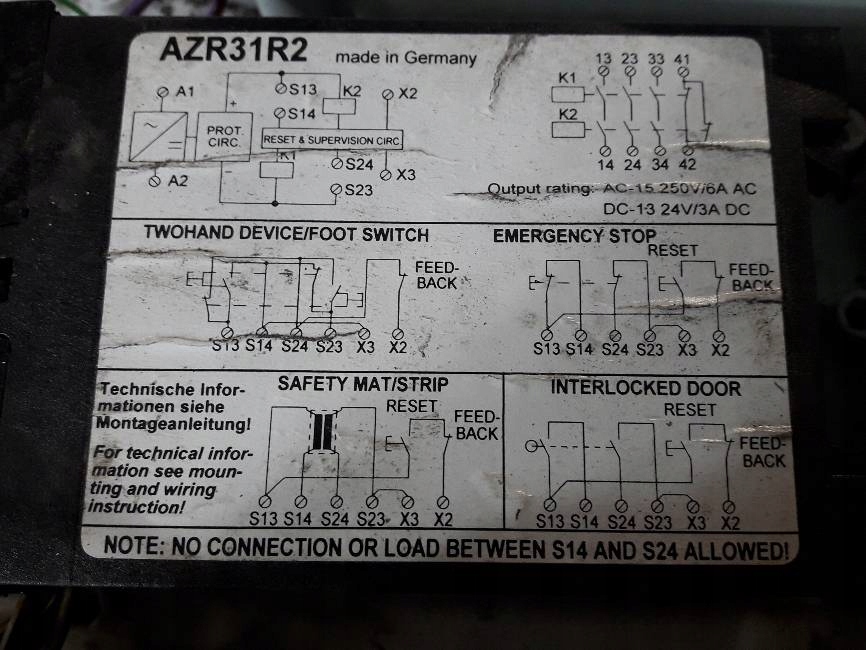 AZR31R2 made in Germany
A1
A2
PROT.
CIRC.
+
-
~
S13
S14
K2
X2
RESET & SUPERVISION CIRC.
K1
S24
S23
X3
13 23 33 41
K1
K2
14 24 34 42
Output rating: AC-15 250V/6A AC
DC-13 24V/3A DC
TWOHAND DEVICE/FOOT SWITCH
FEED-
BACK
S13 S14 S24 S23 X3 X2
EMERGENCY STOP
RESET
FEED-
BACK
S13 S14 S24 S23 X3 X2
Technische Infor-
mationen siehe
Montageanleitung!
For technical infor-
mation see moun-
ting and wiring
instruction!
SAFETY MAT/STRIP
RESET
FEED-
BACK
S13 S14 S24 S23 X3 X2
INTERLOCKED DOOR
RESET
FEED-
BACK
S13 S14 S24 S23 X3 X2
NOTE: NO CONNECTION OR LOAD BETWEEN S14 AND S24 ALLOWED!